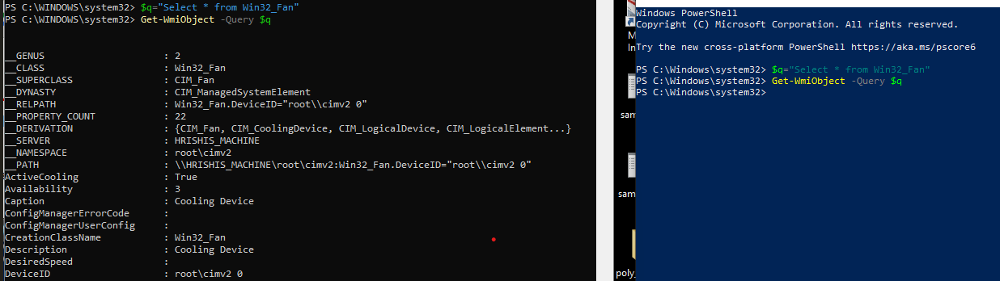 PS C:\WINDOWS\system32> $q="Select * from Win32_Fan"
PS C:\WINDOWS\system32> Get-WmiObject -Query $q
__GENUS : 2
__CLASS : Win32_Fan
__SUPERCLASS : CIM_Fan
__DYNASTY : CIM_ManagedSystemElement
__RELPATH : Win32_Fan.DeviceID="root\\cimv2 0"
__PROPERTY_COUNT : 22
__DERIVATION : {CIM_Fan, CIM_CoolingDevice, CIM_LogicalDevice, CIM_LogicalElement...}
__SERVER : HRISHIS_MACHINE
__NAMESPACE : root\cimv2
__PATH : \\HRISHIS_MACHINE\root\cimv2:Win32_Fan.DeviceID="root\\cimv2 0"
ActiveCooling : True
Availability : 3
Caption : Cooling Device
ConfigManagerErrorCode :
ConfigManagerUserConfig :
CreationClassName : Win32_Fan
Description : Cooling Device
DesiredSpeed :
DeviceID : root\cimv2 0
M
In
sam
sam
poly_
Windows PowerShell
Copyright (C) Microsoft Corporation. All rights reserved.
Try the new cross-platform PowerShell https://aka.ms/pscore6
PS C:\Windows\system32> $q="Select * from Win32_Fan"
PS C:\Windows\system32> Get-WmiObject -Query $q
PS C:\Windows\system32>